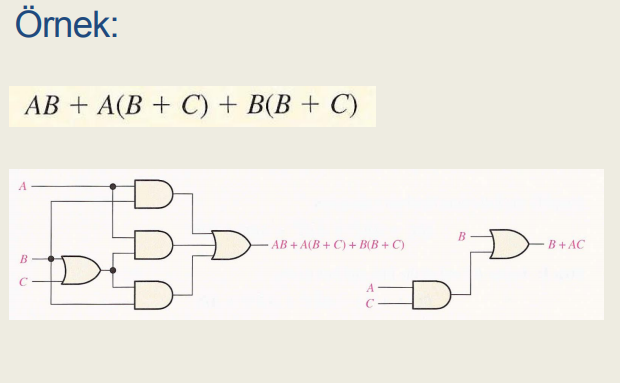 Örnek:
AB + A(B + C) + B(B + C)
A
B
C
AB + A(B + C) + B(B + C)
B
B + AC
A
C